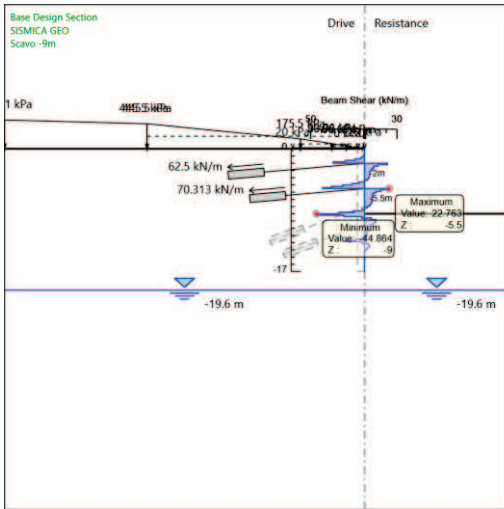 Base Design Section
SISMICA GEO
Scavo -9m
Drive
Resistance
Beam Shear (kN/m)
50
30
1 kPa
175.5
20 kPa
0
62.5 kN/m
-2m
70.313 kN/m
-5.5m
Maximum
Value: 22.763
Z :
-5.5
Minimum
Value: -44.864
Z :
-9
-17
-19.6 m
-19.6 m